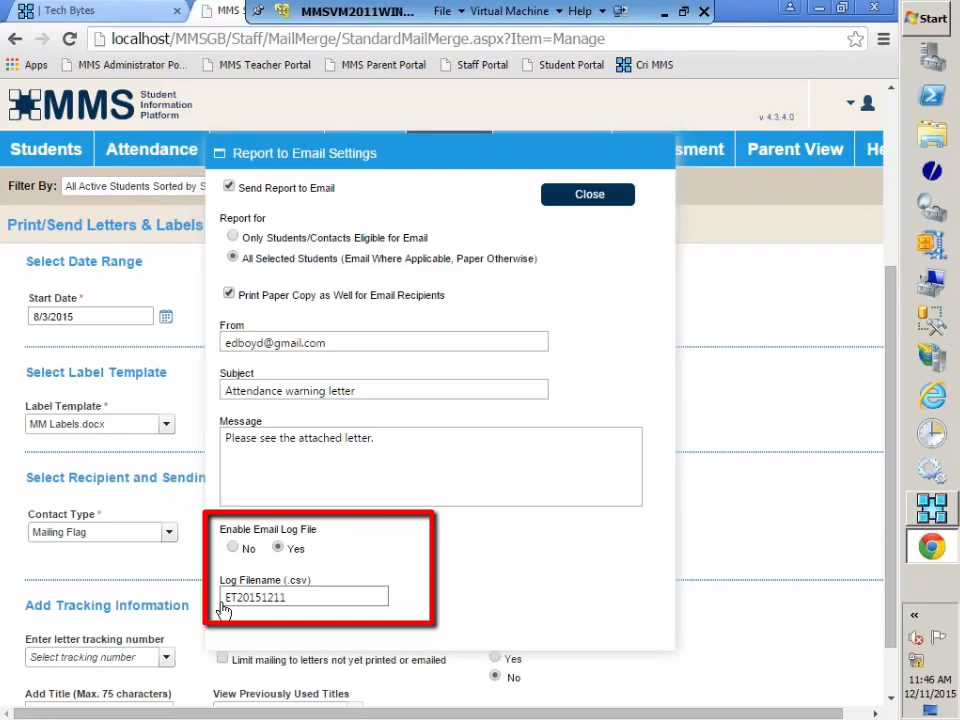 Tech Bytes
MMS S
MMSVM2011WIN...
File
Virtual Machine
Help
Start
localhost/MMSGB/Staff/MailMerge/StandardMailMerge.aspx?Item=Manage
Apps
MMS Administrator Po...
MMS Teacher Portal
MMS Parent Portal
Staff Portal
Student Portal
Cri MMS
MMS
Student
Information
Platform
v 4.3.4.0
Students
Attendance
sment
Parent View
He
Filter By:
All Active Students Sorted by S
Print/Send Letters & Labels
Select Date Range
Start Date *
8/3/2015
Select Label Template
Label Template *
MM Labels.docx
Select Recipient and Sendin
Contact Type *
Mailing Flag
Add Tracking Information
Enter letter tracking number
Select tracking number
Add Title (Max. 75 characters)
Report to Email Settings
Send Report to Email
Close
Report for
Only Students/Contacts Eligible for Email
All Selected Students (Email Where Applicable, Paper Otherwise)
Print Paper Copy as Well for Email Recipients
From
edboyd@gmail.com
Subject
Attendance warning letter
Message
Please see the attached letter.
Enable Email Log File
No
Yes
Log Filename (.csv)
ET20151211
Limit mailing to letters not yet printed or emailed
Yes
No
View Previously Used Titles
11:46 AM
12/11/2015